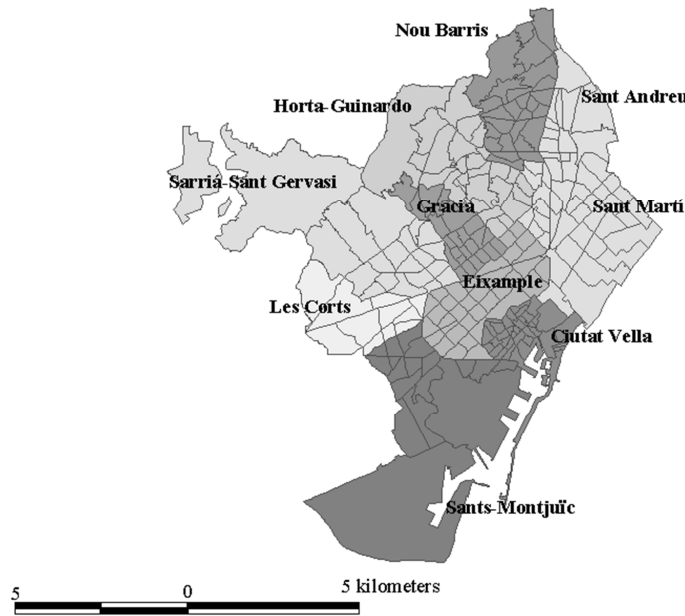 Nou Barris
Sant Andreu
Horta-Guinardo
Sarriá-Sant Gervasi
Gracia
Sant Martí
Eixample
Les Corts
Ciutat Vella
Sants-Montjuïc
5 0 5 kilometers